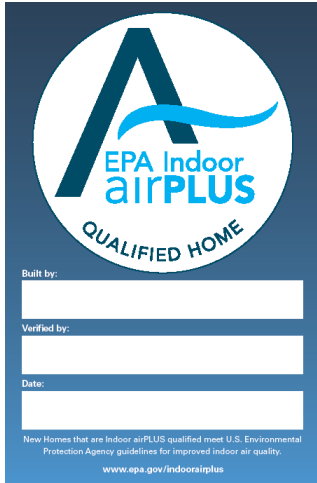 EPA Indoor
airPLUS
QUALIFIED HOME
Built by:
Verified by:
Date:
New Homes that are Indoor airPLUS qualified meet U.S. Environmental
Protection Agency guidelines for improved indoor air quality.
www.epa.gov/indoorairplus